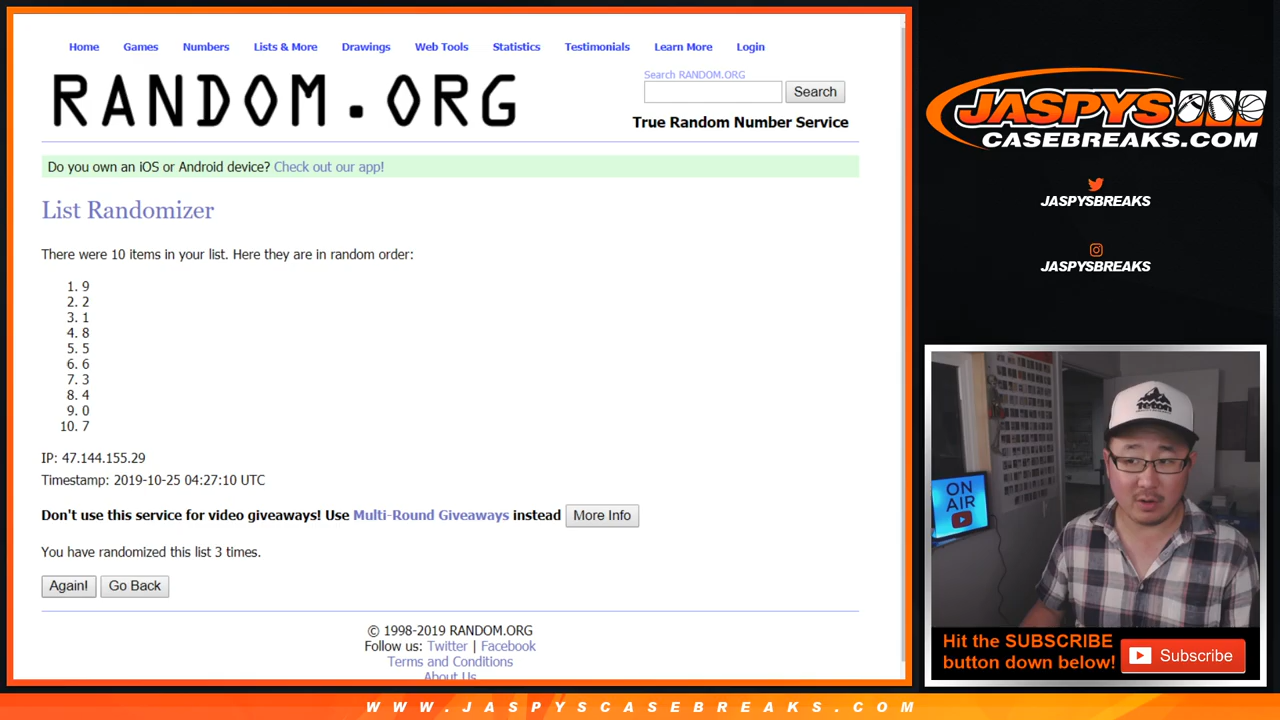 Home Games Numbers Lists & More Drawings Web Tools Statistics Testimonials Learn More Login
RANDOM.ORG
Search RANDOM.ORG
Search
True Random Number Service
Do you own an iOS or Android device? Check out our app!
List Randomizer
There were 10 items in your list. Here they are in random order:
1. 9
2. 2
3. 1
4. 8
5. 5
6. 6
7. 3
8. 4
9. 0
10. 7
IP: 47.144.155.29
Timestamp: 2019-10-25 04:27:10 UTC
Don't use this service for video giveaways! Use Multi-Round Giveaways instead More Info
You have randomized this list 3 times.
Again! Go Back
© 1998-2019 RANDOM.ORG
Follow us: Twitter | Facebook
Terms and Conditions
About Us
JASPYS
CASEBREAKS.COM
JASPYSBREAKS
JASPYSBREAKS
Teton
ON
AIR
Hit the SUBSCRIBE
button down below!
Subscribe
WWW.JASPYSCASEBREAKS.COM